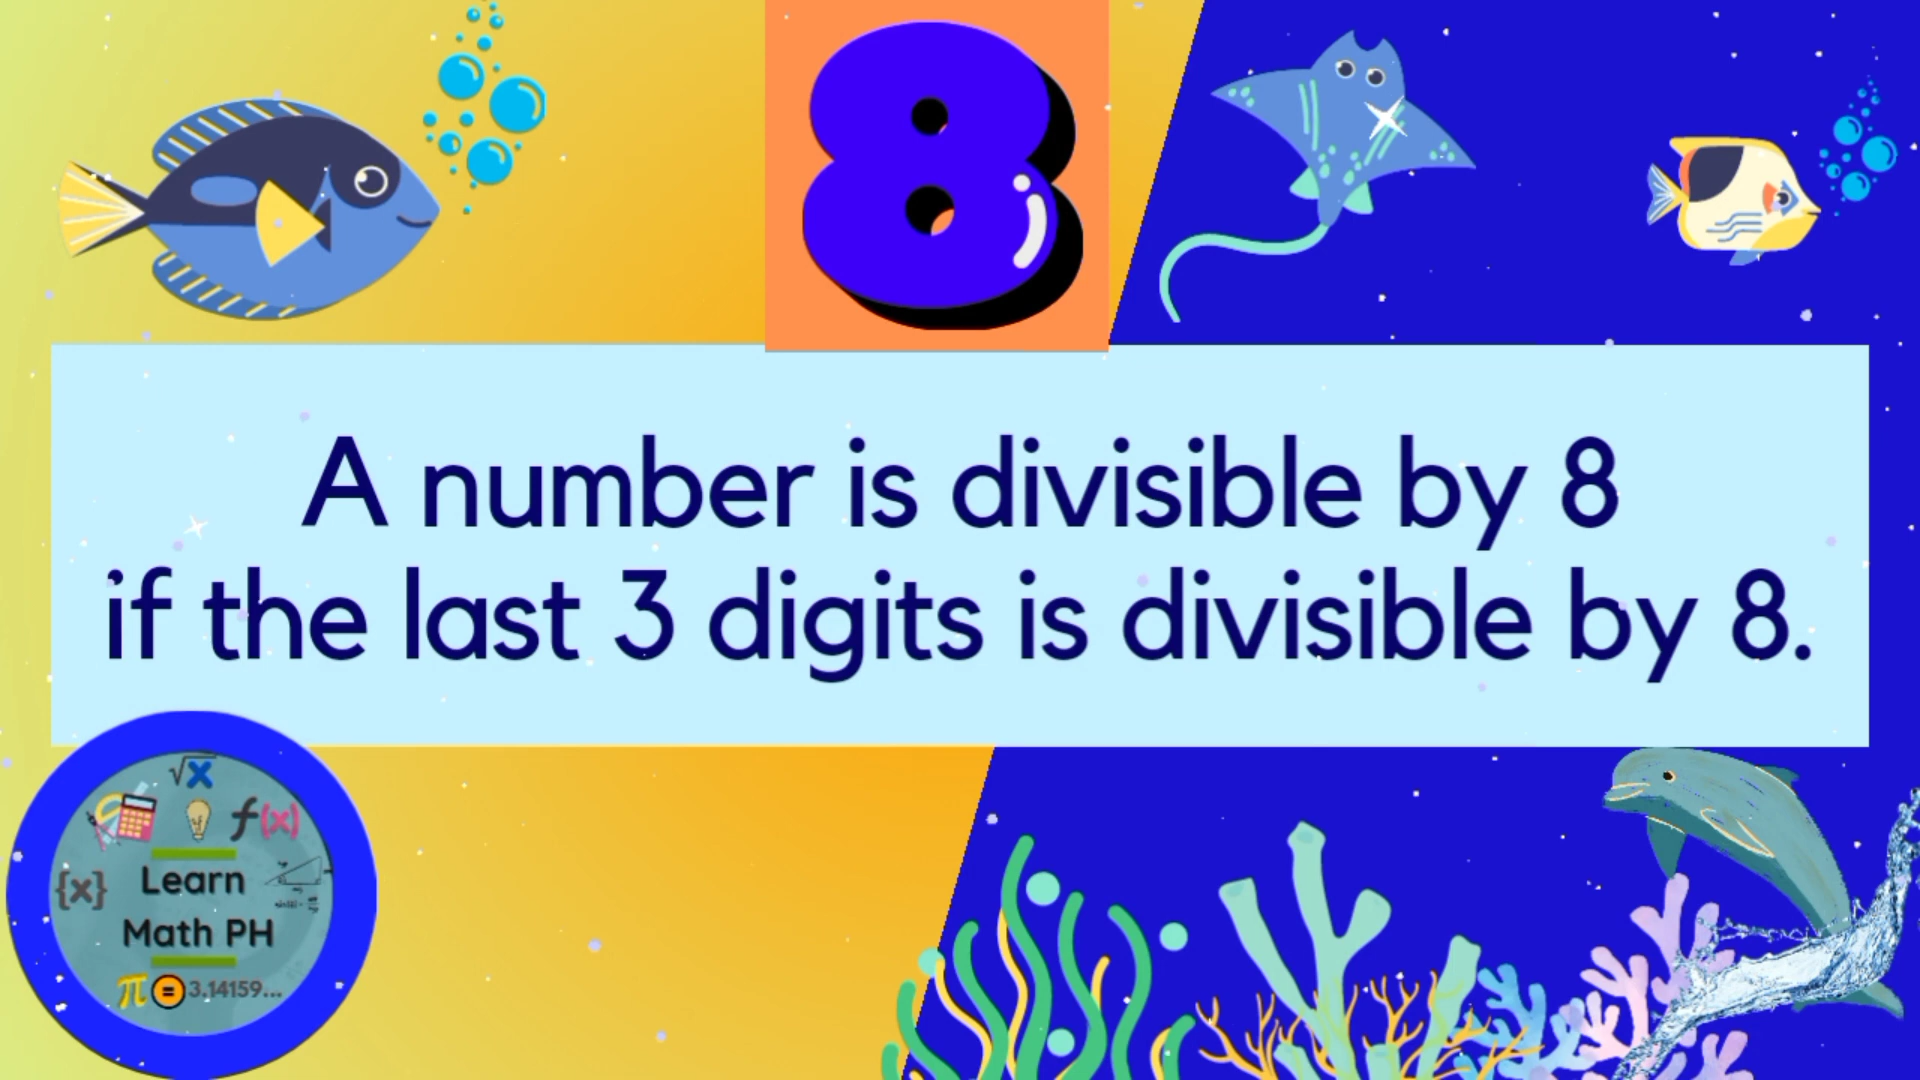 8
A number is divisible by 8
if the last 3 digits is divisible by 8.
√x
f(x)
{x}
Learn
Math PH
π = 3.14159...